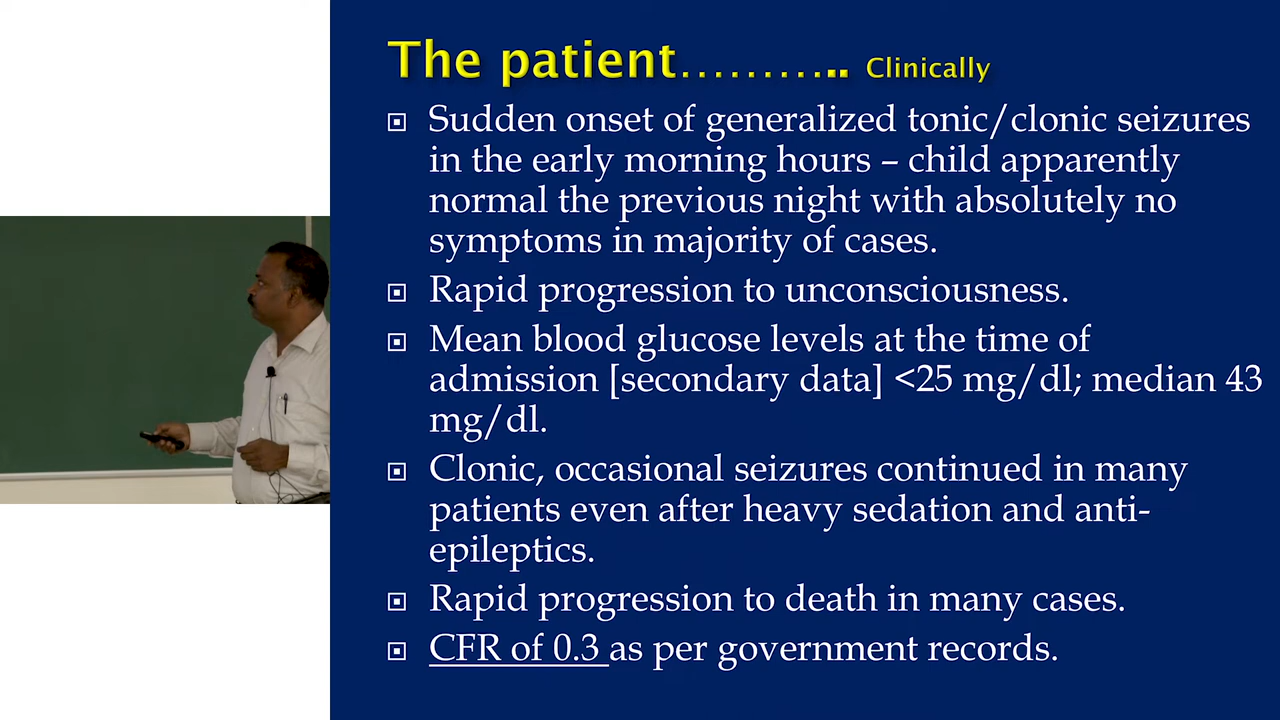 The patient……….. Clinically
Sudden onset of generalized tonic/clonic seizures
in the early morning hours – child apparently
normal the previous night with absolutely no
symptoms in majority of cases.
Rapid progression to unconsciousness.
Mean blood glucose levels at the time of
admission [secondary data] <25 mg/dl; median 43
mg/dl.
Clonic, occasional seizures continued in many
patients even after heavy sedation and anti-
epileptics.
Rapid progression to death in many cases.
CFR of 0.3 as per government records.